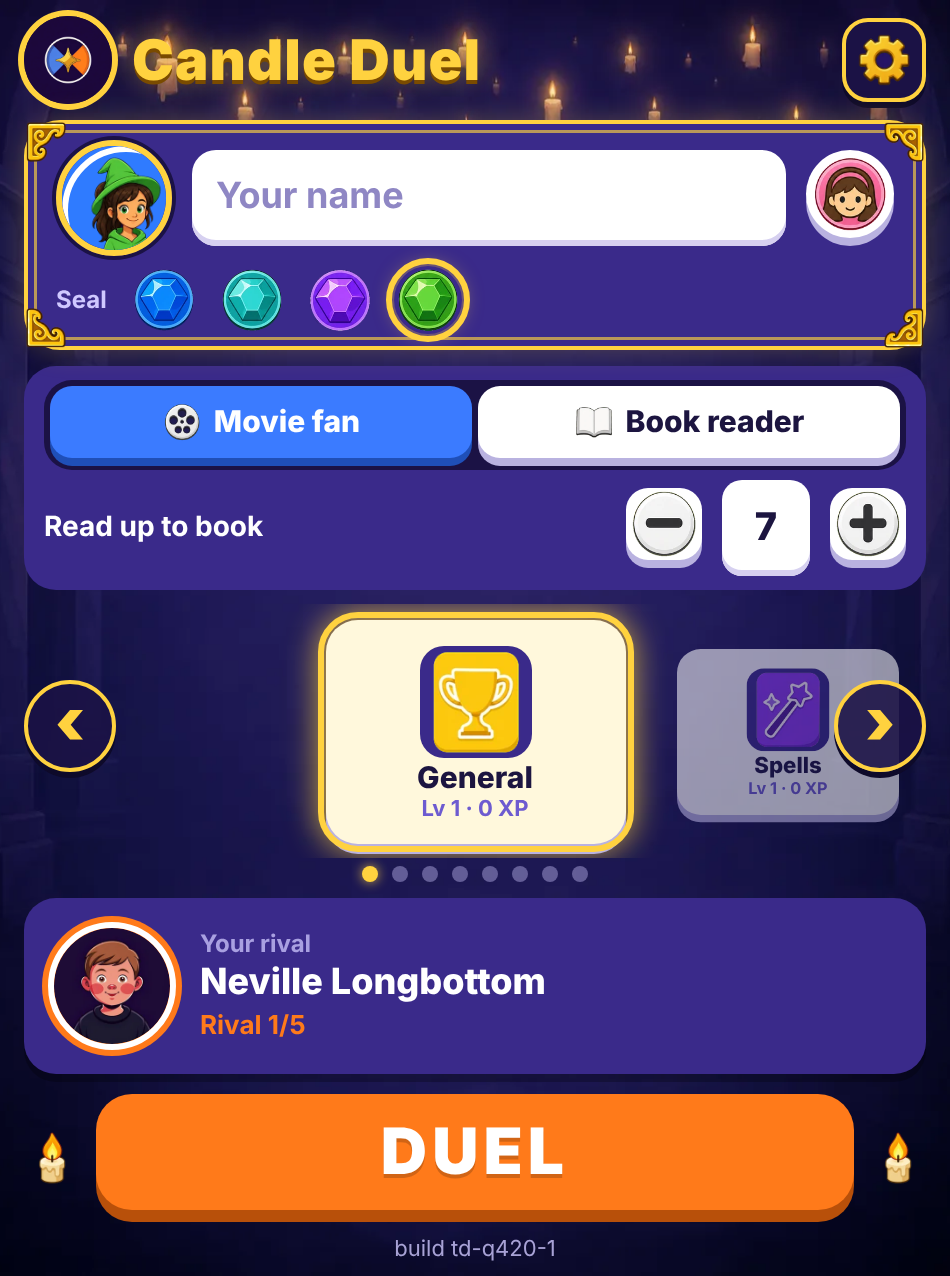 Candle Duel
Your name
Seal
Movie fan
Book reader
Read up to book
7
General
Lv 1 · 0 XP
Spells
Lv 1 · 0 XP
Your rival
Neville Longbottom
Rival 1/5
DUEL
build td-q420-1